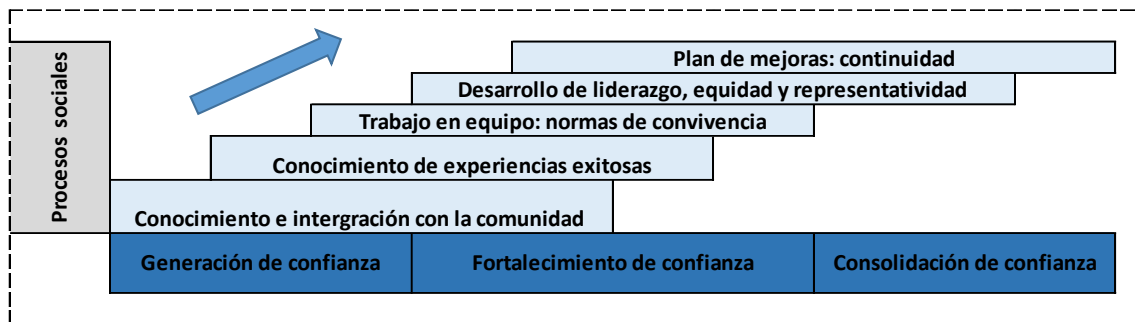 Procesos sociales
Plan de mejoras: continuidad
Desarrollo de liderazgo, equidad y representatividad
Trabajo en equipo: normas de convivencia
Conocimiento de experiencias exitosas
Conocimiento e intergración con la comunidad
Generación de confianza
Fortalecimiento de confianza
Consolidación de confianza